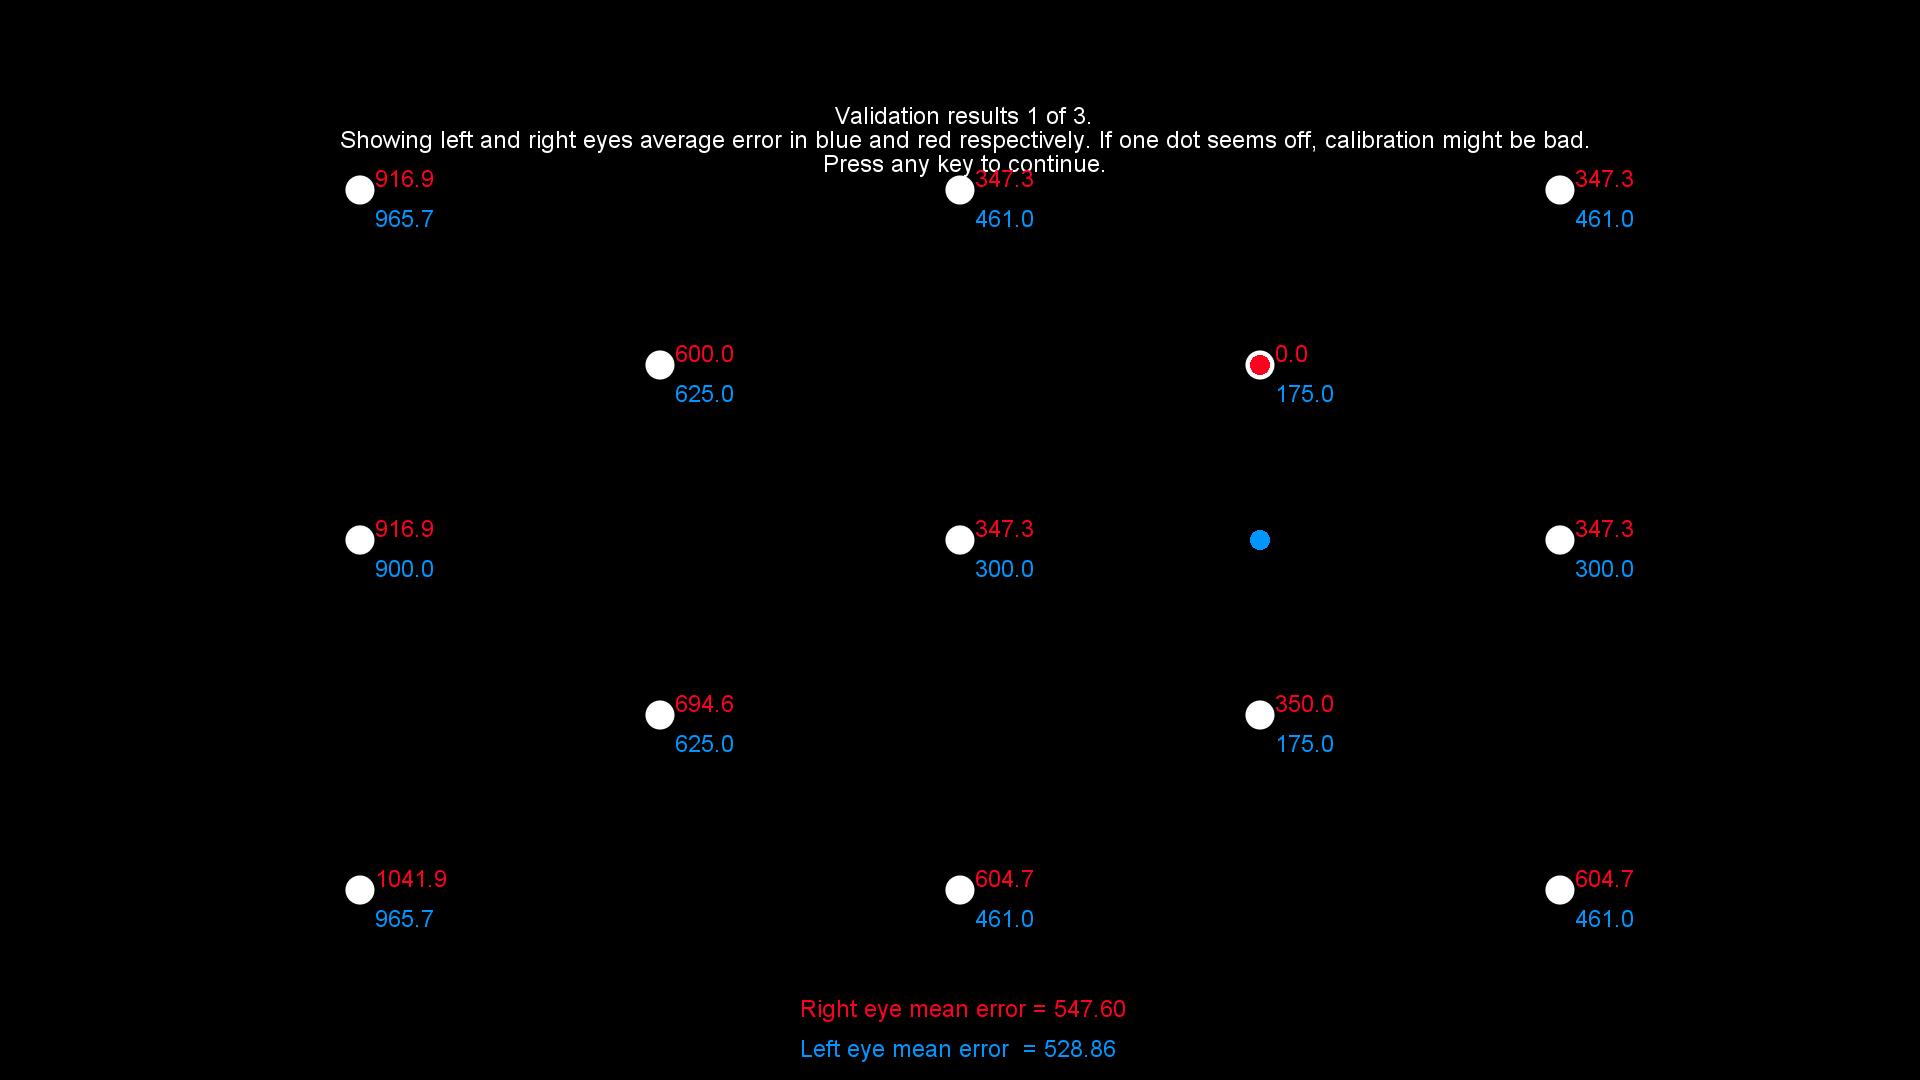 Validation results 1 of 3.
Showing left and right eyes average error in blue and red respectively. If one dot seems off, calibration might be bad.
Press any key to continue.
916.9 347.3 347.3
965.7 461.0 461.0
600.0 0.0
625.0 175.0
916.9 347.3 347.3
900.0 300.0 300.0
694.6 350.0
625.0 175.0
1041.9 604.7 604.7
965.7 461.0 461.0
Right eye mean error = 547.60
Left eye mean error = 528.86